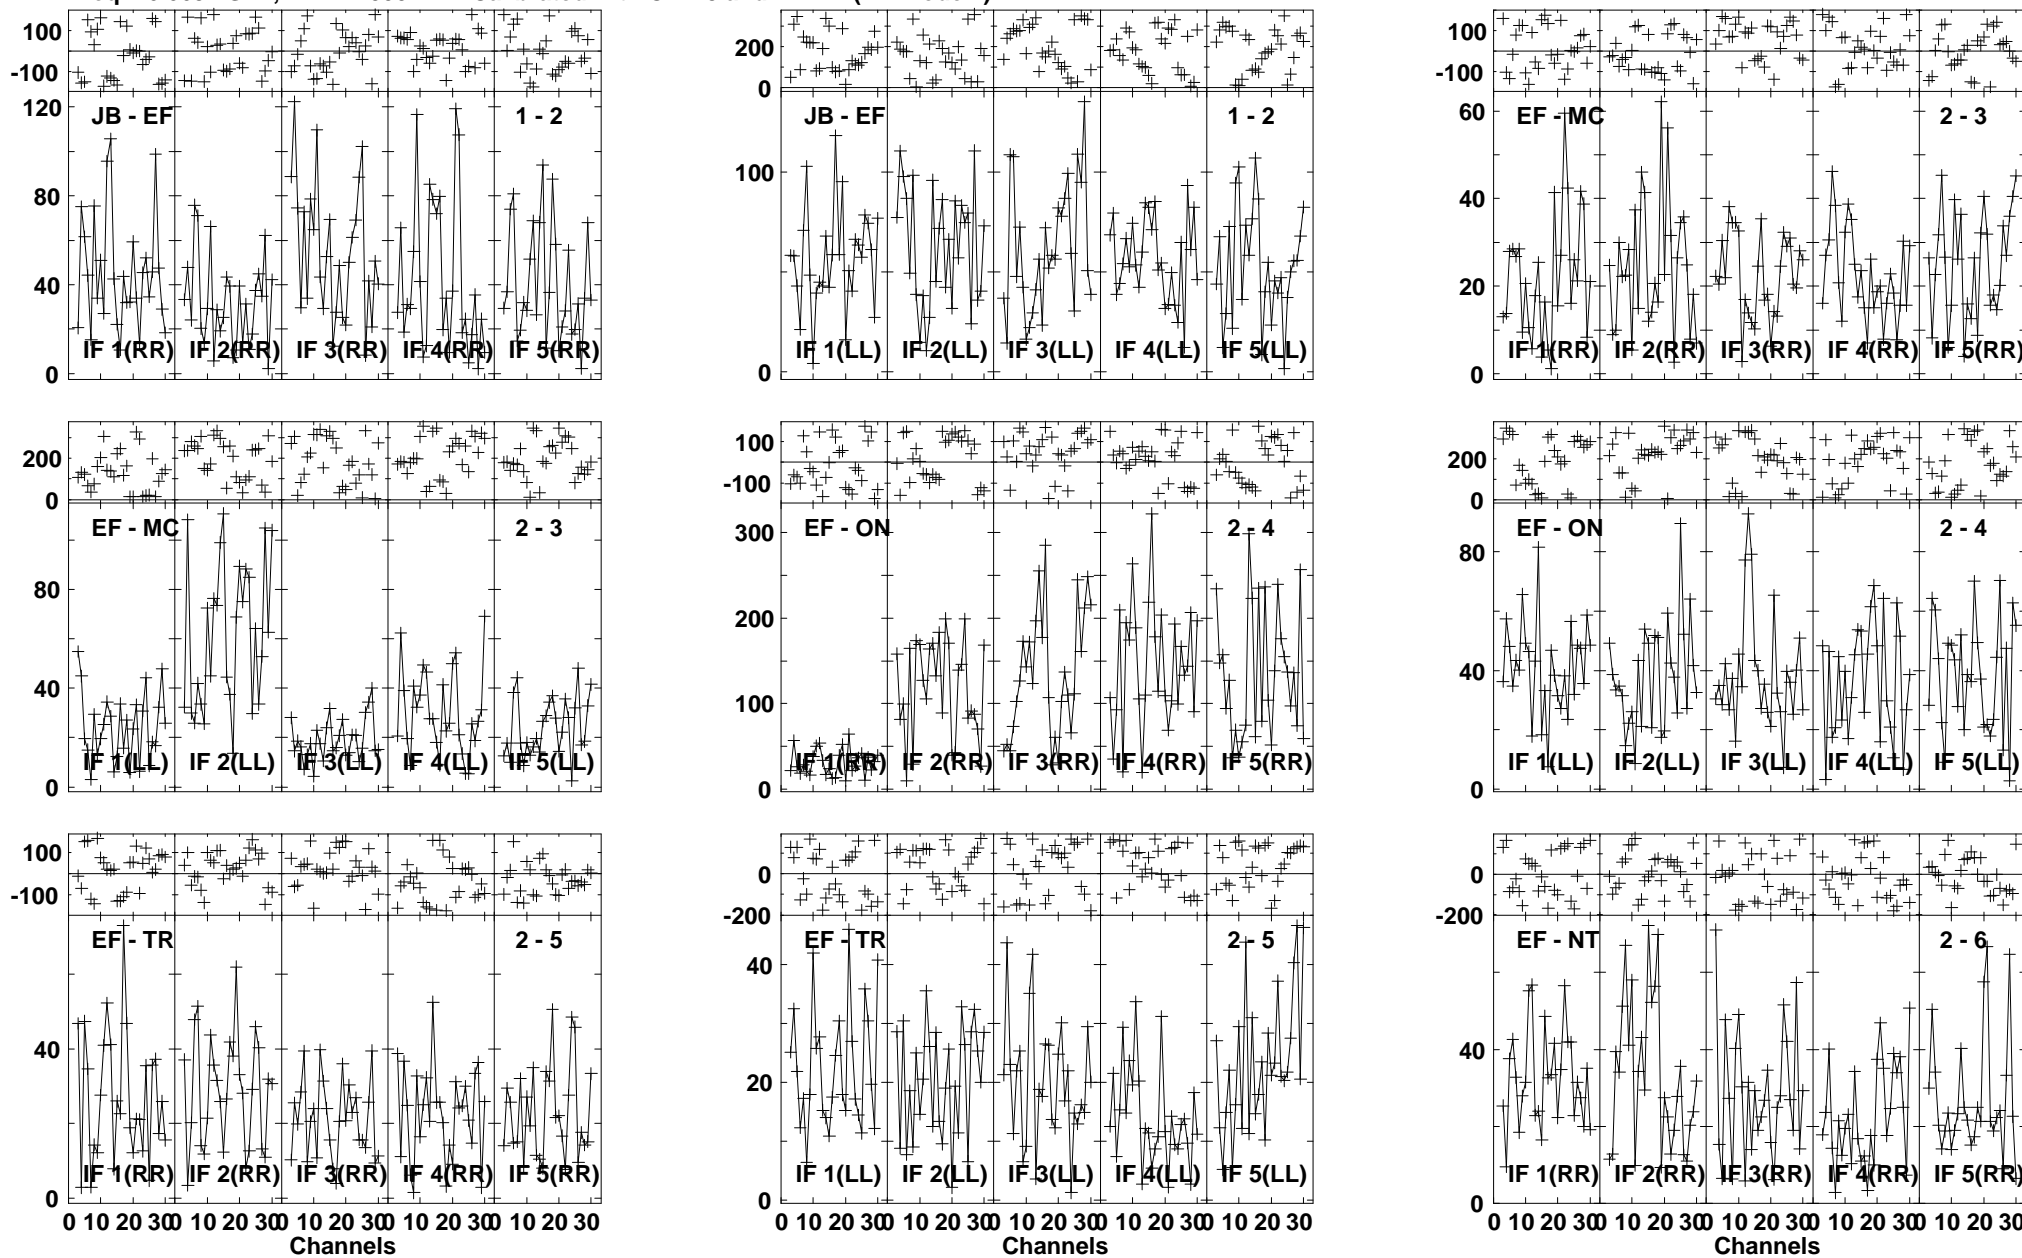 100
-100
JB - EF 1 - 2
120
80
40
0
IF 1(RR) IF 2(RR) IF 3(RR) IF 4(RR) IF 5(RR)
200
0
JB - EF 1 - 2
100
0
IF 1(LL) IF 2(LL) IF 3(LL) IF 4(LL) IF 5(LL)
100
-100
EF - MC 2 - 3
60
40
20
0
IF 1(RR) IF 2(RR) IF 3(RR) IF 4(RR) IF 5(RR)
200
0
EF - MC 2 - 3
80
40
0
IF 1(LL) IF 2(LL) IF 3(LL) IF 4(LL) IF 5(LL)
100
-100
EF - ON 2 - 4
300
200
100
0
IF 1(RR) IF 2(RR) IF 3(RR) IF 4(RR) IF 5(RR)
200
0
EF - ON 2 - 4
80
40
0
IF 1(LL) IF 2(LL) IF 3(LL) IF 4(LL) IF 5(LL)
100
-100
EF - TR 2 - 5
40
0
IF 1(RR) IF 2(RR) IF 3(RR) IF 4(RR) IF 5(RR)
0 10 20 30 0 10 20 30 0 10 20 30 0 10 20 30 0 10 20 30
Channels
0
-200
EF - TR 2 - 5
40
20
0
IF 1(LL) IF 2(LL) IF 3(LL) IF 4(LL) IF 5(LL)
0 10 20 30 0 10 20 30 0 10 20 30 0 10 20 30 0 10 20 30
Channels
0
-200
EF - NT 2 - 6
40
0
IF 1(RR) IF 2(RR) IF 3(RR) IF 4(RR) IF 5(RR)
0 10 20 30 0 10 20 30 0 10 20 30 0 10 20 30 0 10 20 30
Channels